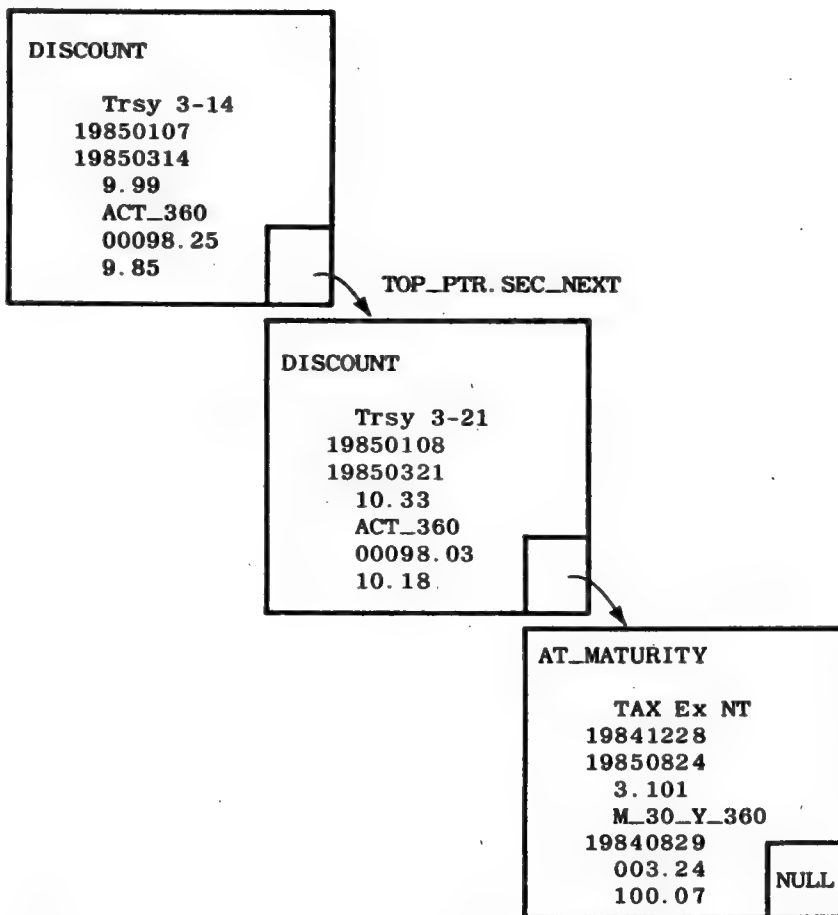 DISCOUNT
Trsy 3-14
19850107
19850314
9.99
ACT_360
00098.25
9.85
TOP_PTR.SEC_NEXT
DISCOUNT
Trsy 3-21
19850108
19850321
10.33
ACT_360
00098.03
10.18
AT_MATURITY
TAX Ex NT
19841228
19850824
3.101
M_30_Y_360
19840829
003.24
100.07
NULL